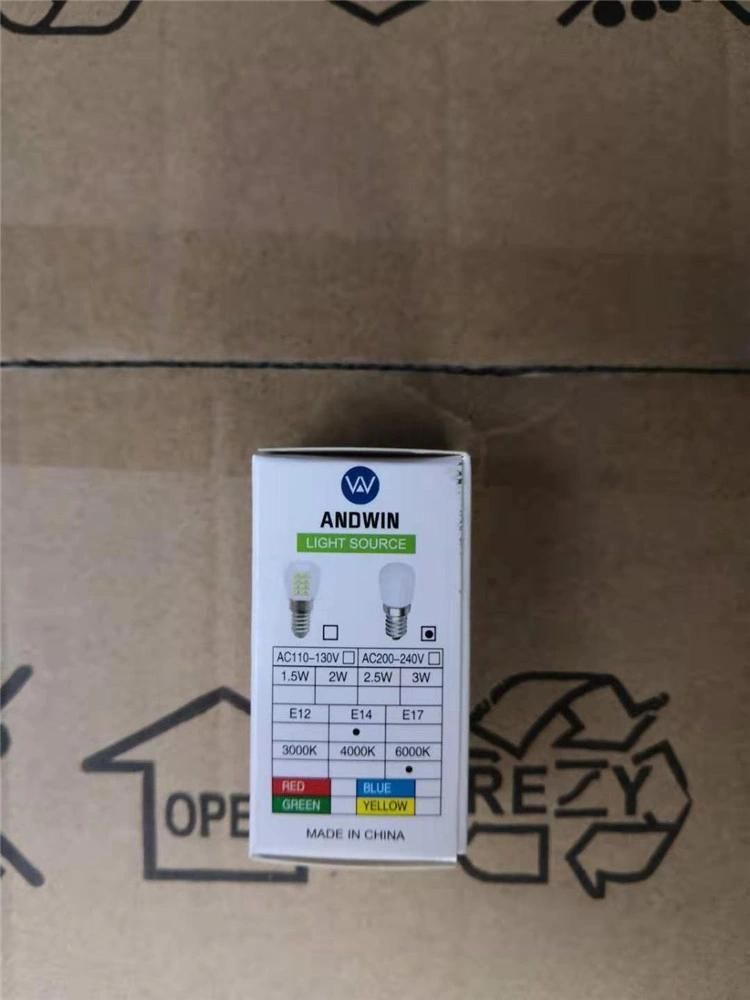 ANDWIN
LIGHT SOURCE
AC110-130V AC200-240V
1.5W 2W 2.5W 3W
E12 E14 E17
3000K 4000K 6000K
RED BLUE
GREEN YELLOW
MADE IN CHINA
OPE
REZY